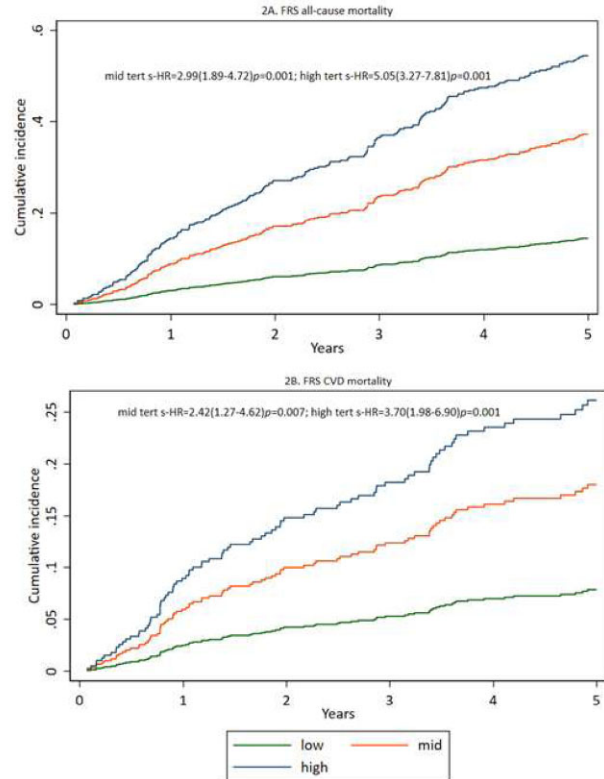 2A. FRS all-cause mortality
.6
mid tert s-HR=2.99(1.89-4.72)p=0.001; high tert s-HR=5.05(3.27-7.81)p=0.001
.4
Cumulative incidence
.2
0
0 1 2 3 4 5
Years
2B. FRS CVD mortality
mid tert s-HR=2.42(1.27-4.62)p=0.007; high tert s-HR=3.70(1.98-6.90)p=0.001
.25
.2
.15
Cumulative incidence
.1
.05
0
0 1 2 3 4 5
Years
low mid
high